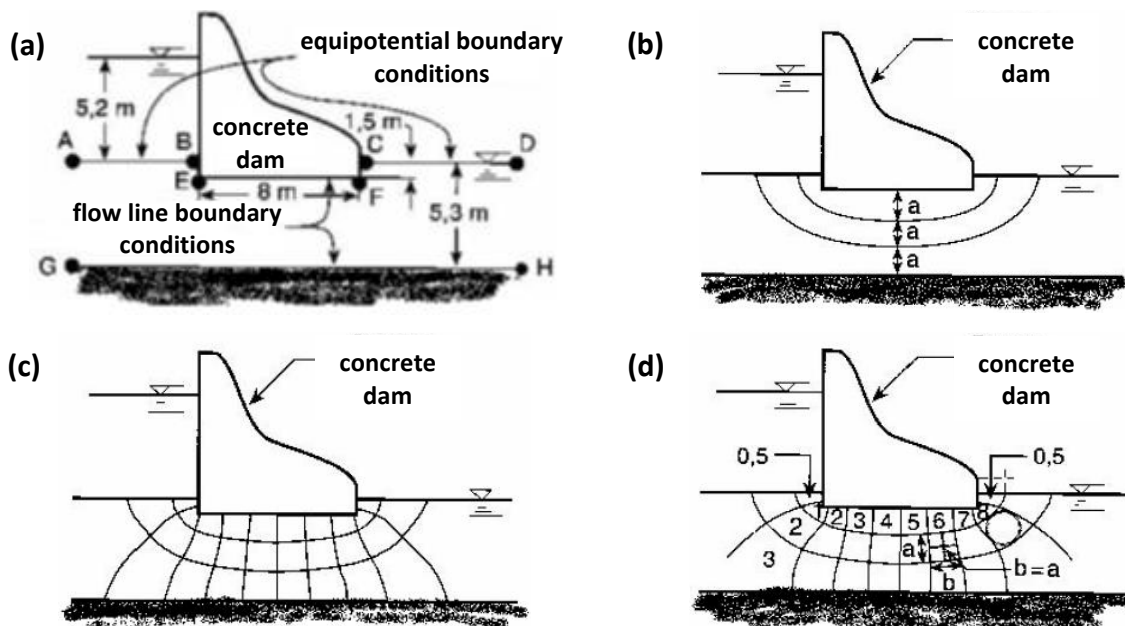 (a)
equipotential boundary
conditions
5,2 m
1,5 m
A
B
C
D
concrete
dam
E
8 m
F
5,3 m
flow line boundary
conditions
G
H
(b)
concrete
dam
a
a
a
(c)
concrete
dam
(d)
concrete
dam
0,5
0,5
1 2 3 4 5 6 7 8
2
3
a
b = a
b